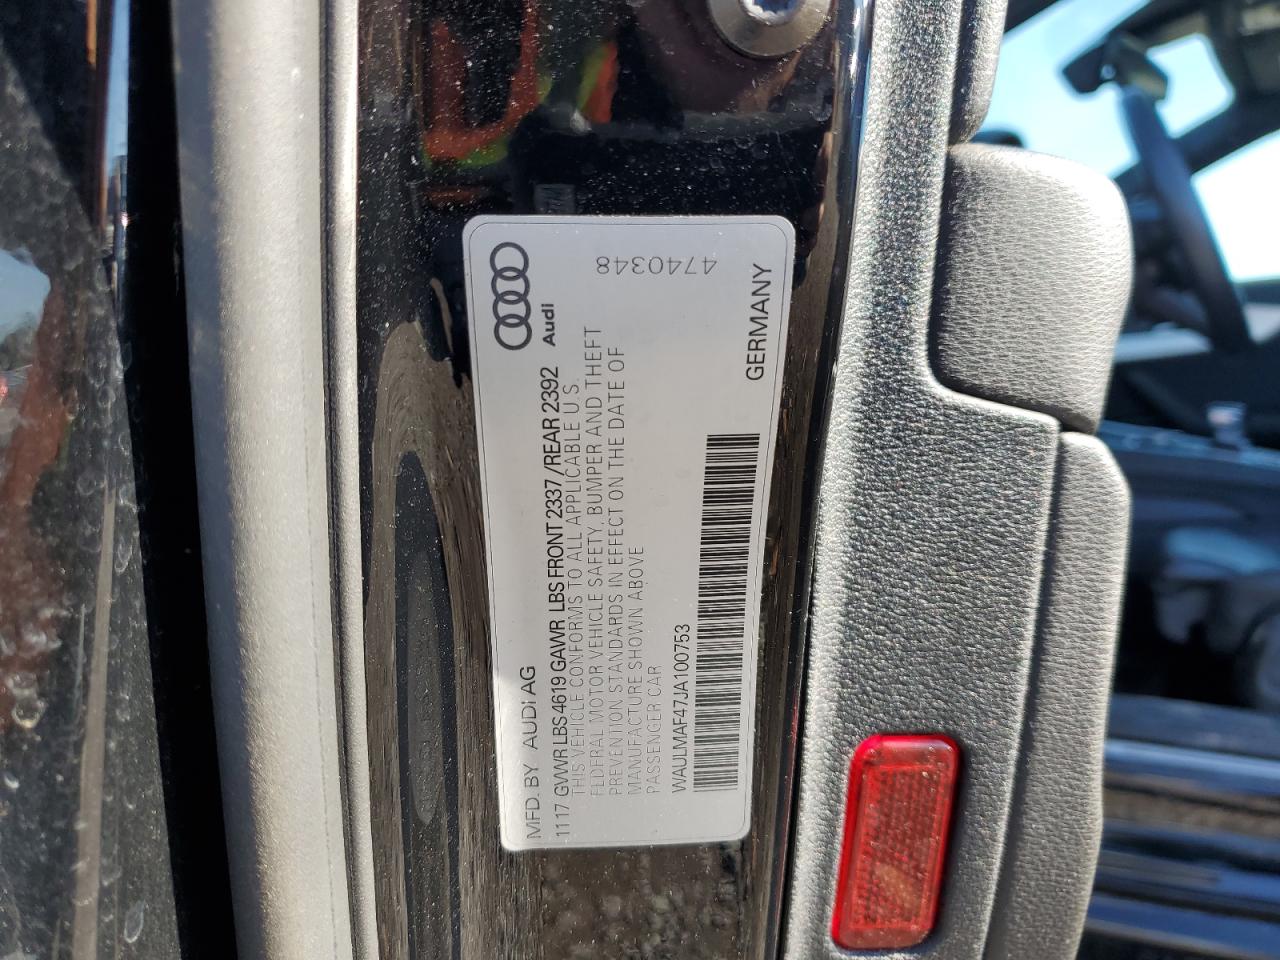 MFD. BY AUDI AG
1117 GVWR LBS 4619 GAWR LBS FRONT 2337 / REAR 2392
THIS VEHICLE CONFORMS TO ALL APPLICABLE U.S.
FEDERAL MOTOR VEHICLE SAFETY, BUMPER AND THEFT
PREVENTION STANDARDS IN EFFECT ON THE DATE OF
MANUFACTURE SHOWN ABOVE
PASSENGER CAR
WAULMAF47JA100753
Audi
4740348
GERMANY